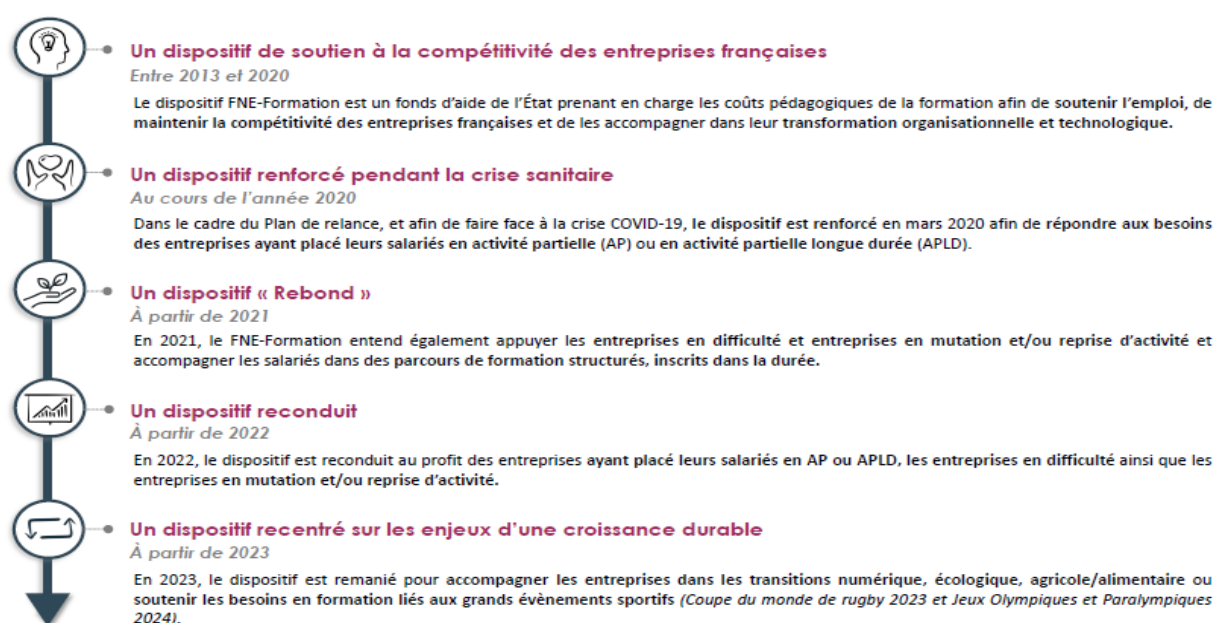 Un dispositif de soutien à la compétitivité des entreprises françaises
Entre 2013 et 2020
Le dispositif FNE-Formation est un fonds d’aide de l’État prenant en charge les coûts pédagogiques de la formation afin de soutenir l’emploi, de
maintenir la compétitivité des entreprises françaises et de les accompagner dans leur transformation organisationnelle et technologique.
Un dispositif renforcé pendant la crise sanitaire
Au cours de l’année 2020
Dans le cadre du Plan de relance, et afin de faire face à la crise COVID-19, le dispositif est renforcé en mars 2020 afin de répondre aux besoins
des entreprises ayant placé leurs salariés en activité partielle (AP) ou en activité partielle longue durée (APLD).
Un dispositif « Rebond »
À partir de 2021
En 2021, le FNE-Formation entend également appuyer les entreprises en difficulté et entreprises en mutation et/ou reprise d’activité et
accompagner les salariés dans des parcours de formation structurés, inscrits dans la durée.
Un dispositif reconduit
À partir de 2022
En 2022, le dispositif est reconduit au profit des entreprises ayant placé leurs salariés en AP ou APLD, les entreprises en difficulté ainsi que les
entreprises en mutation et/ou reprise d’activité.
Un dispositif recentré sur les enjeux d’une croissance durable
À partir de 2023
En 2023, le dispositif est remanié pour accompagner les entreprises dans les transitions numérique, écologique, agricole/alimentaire ou
soutenir les besoins en formation liés aux grands évènements sportifs (Coupe du monde de rugby 2023 et Jeux Olympiques et Paralympiques
2024).